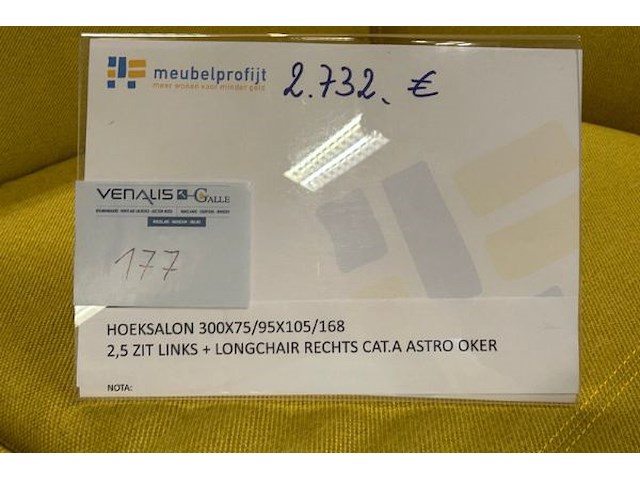 meubelprofijt
meer wonen voor minder geld
2.732. €
VENALIS GALLE
177
HOEKSALON 300X75/95X105/168
2,5 ZIT LINKS + LONGCHAIR RECHTS CAT.A ASTRO OKER
NOTA: